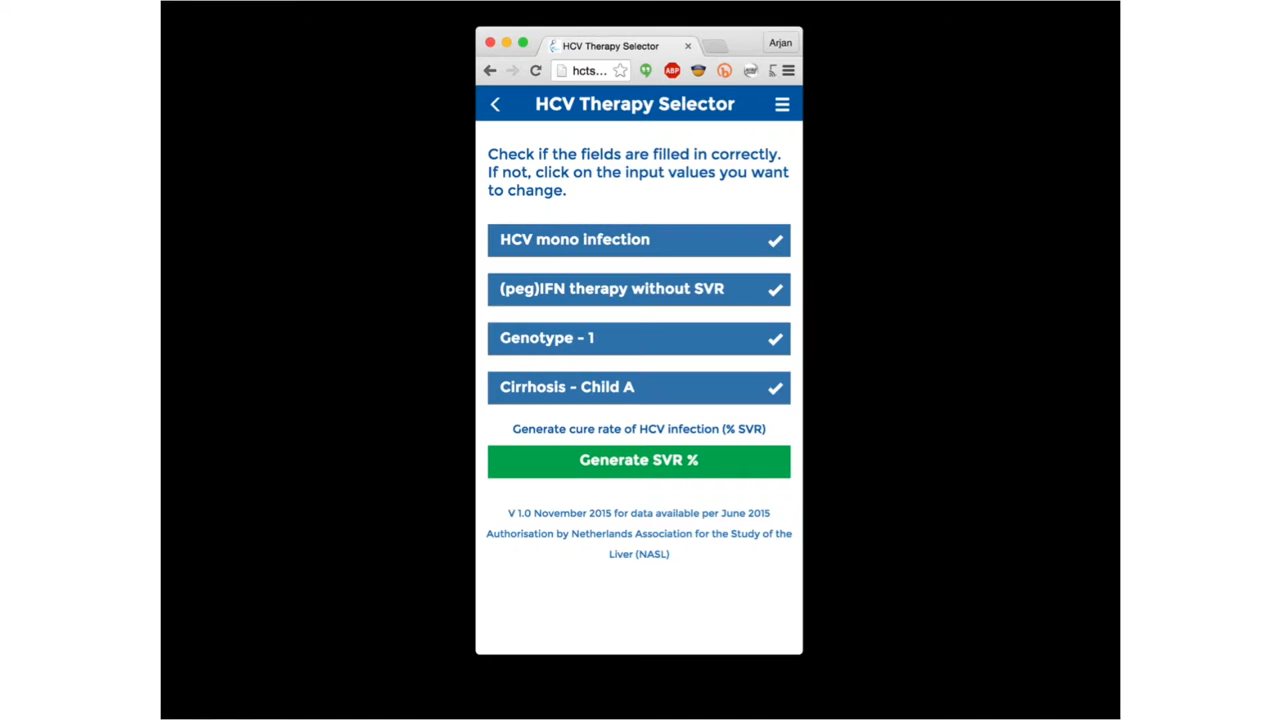 HCV Therapy Selector
Arjan
hcts...
ABP
HCV Therapy Selector
Check if the fields are filled in correctly.
If not, click on the input values you want
to change.
HCV mono infection
(peg)IFN therapy without SVR
Genotype - 1
Cirrhosis - Child A
Generate cure rate of HCV infection (% SVR)
Generate SVR %
V 1.0 November 2015 for data available per June 2015
Authorisation by Netherlands Association for the Study of the
Liver (NASL)